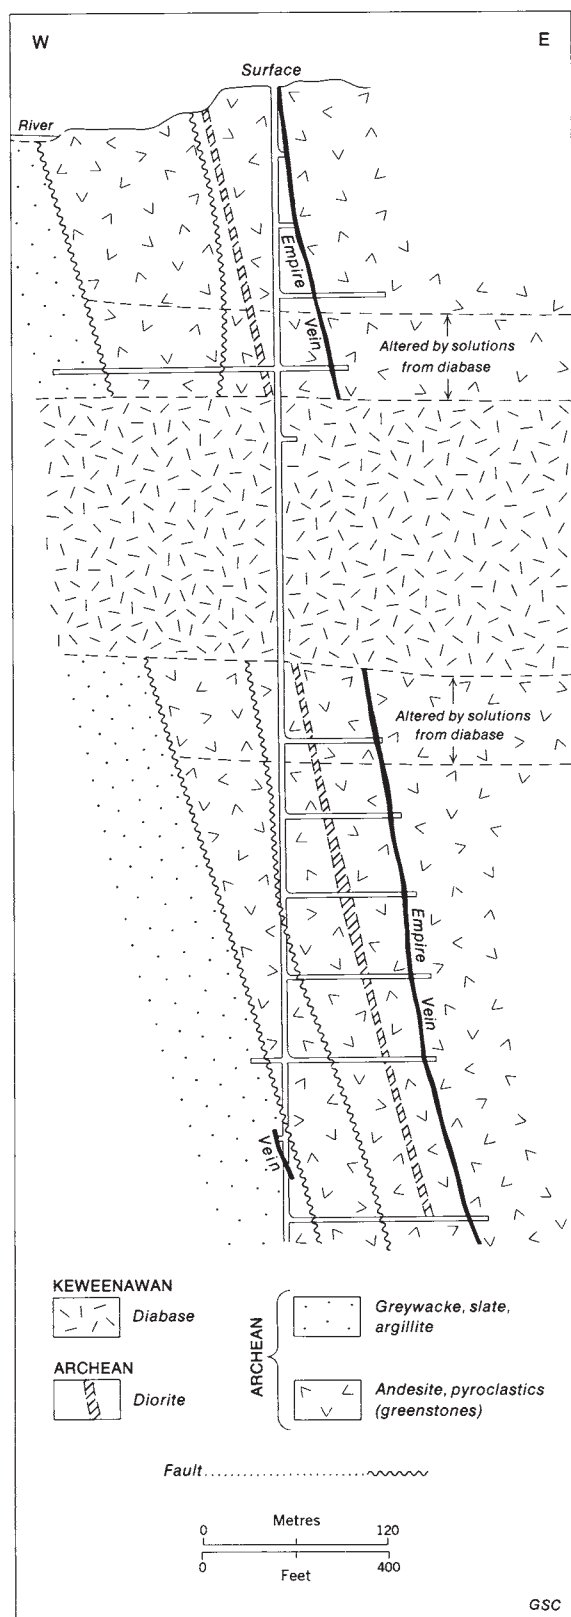 W
E
Surface
River
Empire
Vein
Altered by solutions
from diabase
Altered by solutions
from diabase
Empire
Vein
Vein
KEWEENAWAN
Diabase
ARCHEAN
Diorite
ARCHEAN
Greywacke, slate,
argillite
Andesite, pyroclastics
(greenstones)
Fault
Metres
0 120
0 400
Feet
GSC